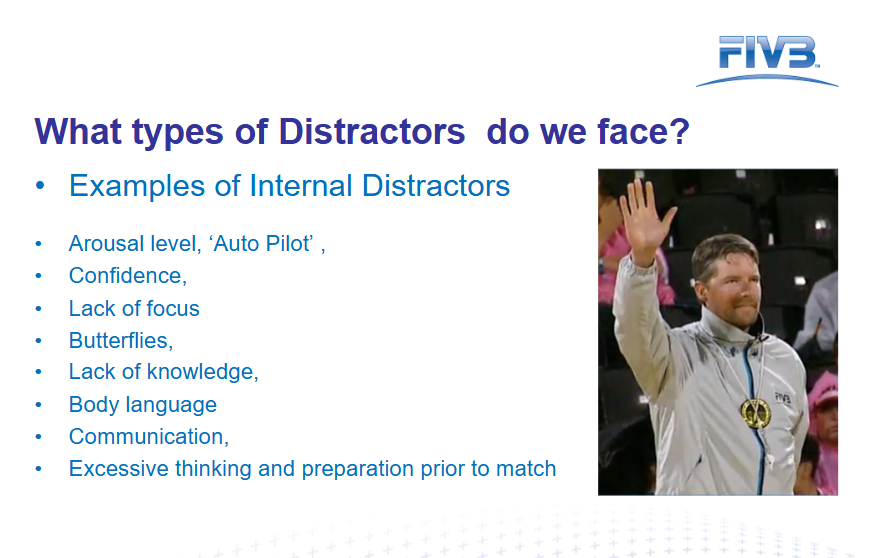 FIVB™
What types of Distractors  do we face?
• Examples of Internal Distractors
• Arousal level, ‘Auto Pilot’ ,
• Confidence,
• Lack of focus
• Butterflies,
• Lack of knowledge,
• Body language
• Communication,
• Excessive thinking and preparation prior to match
FIVB